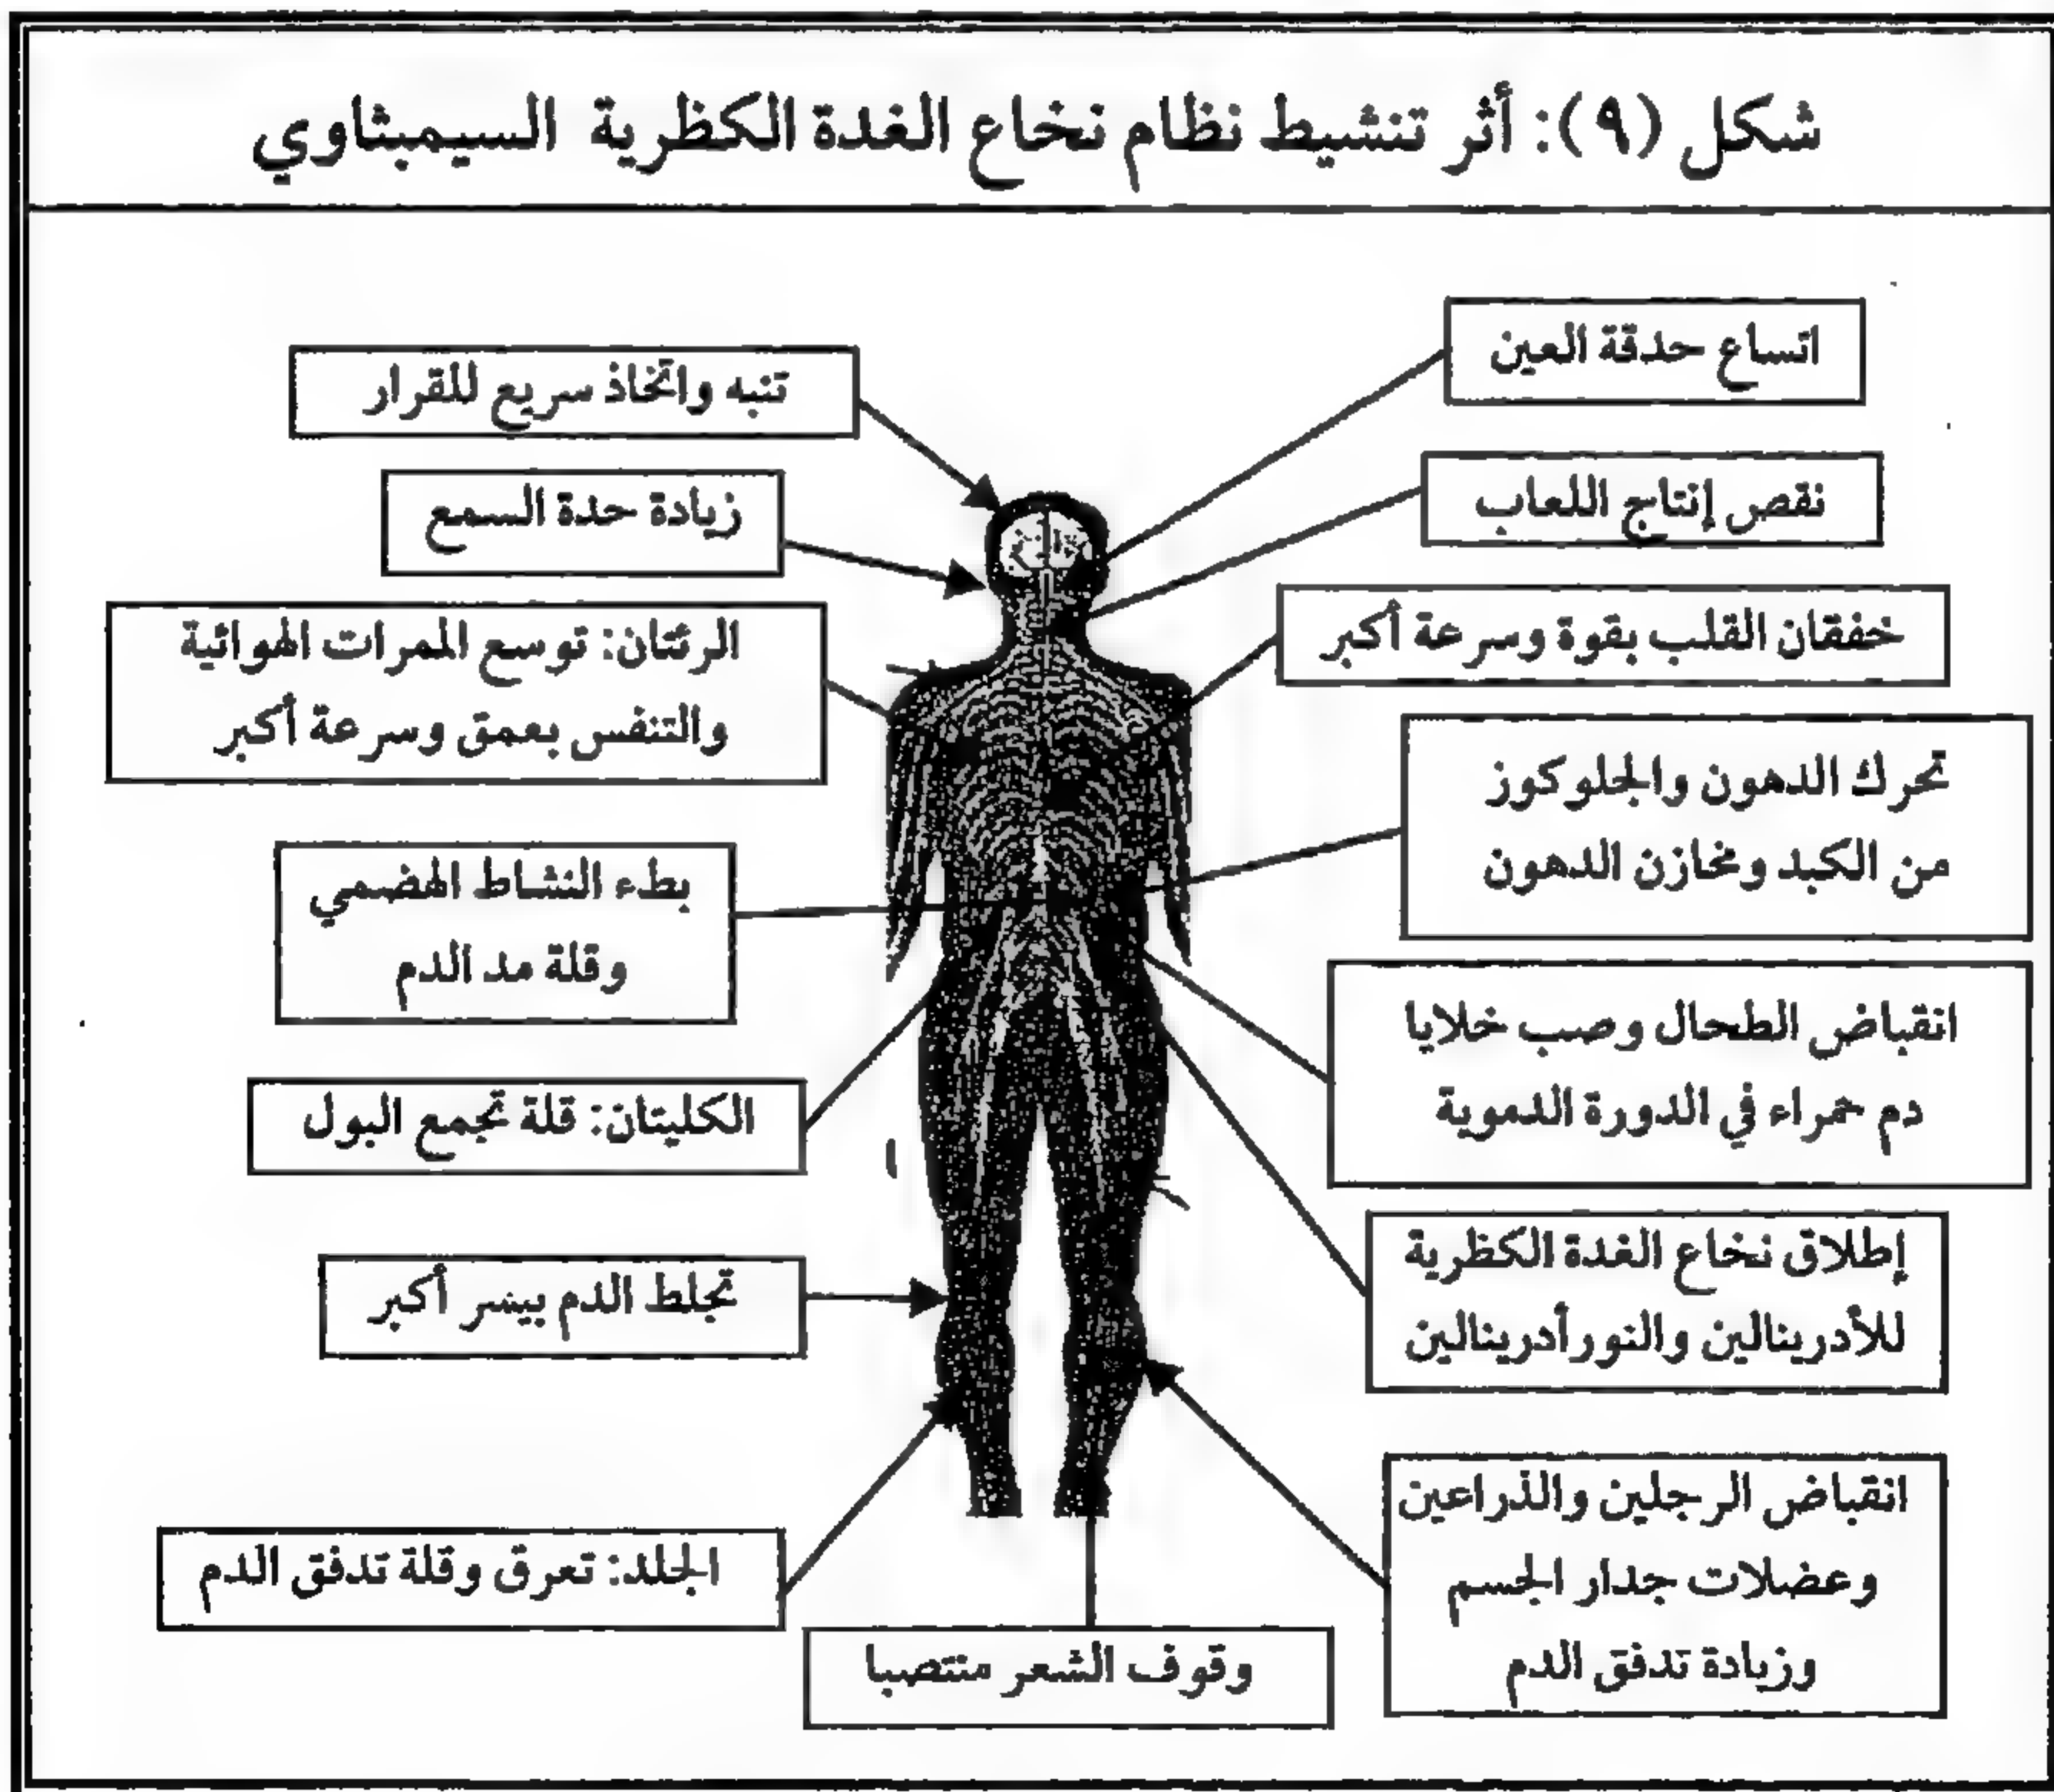 شكل (٩): أثر تنشيط نظام نخاع الغدة الكظرية السيمبثاوي
اتساع حدقة العين
تنبه واتخاذ سريع للقرار
نقص إنتاج اللعاب
زيادة حدة السمع
خفقان القلب بقوة وسرعة أكبر
الرئتان: توسع الممرات الهوائية
والتنفس بعمق وسرعة أكبر
تحرك الدهون والجلوكوز
من الكبد ومخازن الدهون
بطء النشاط الهضمي
وقلة مد الدم
انقباض الطحال وصب خلايا
دم حمراء في الدورة الدموية
الكليتان: قلة تجمع البول
إطلاق نخاع الغدة الكظرية
للأدرينالين والنورأدرينالين
تجلط الدم بيسر أكبر
انقباض الرجلين والذراعين
وعضلات جدار الجسم
وزيادة تدفق الدم
الجلد: تعرق وقلة تدفق الدم
وقوف الشعر منتصبا